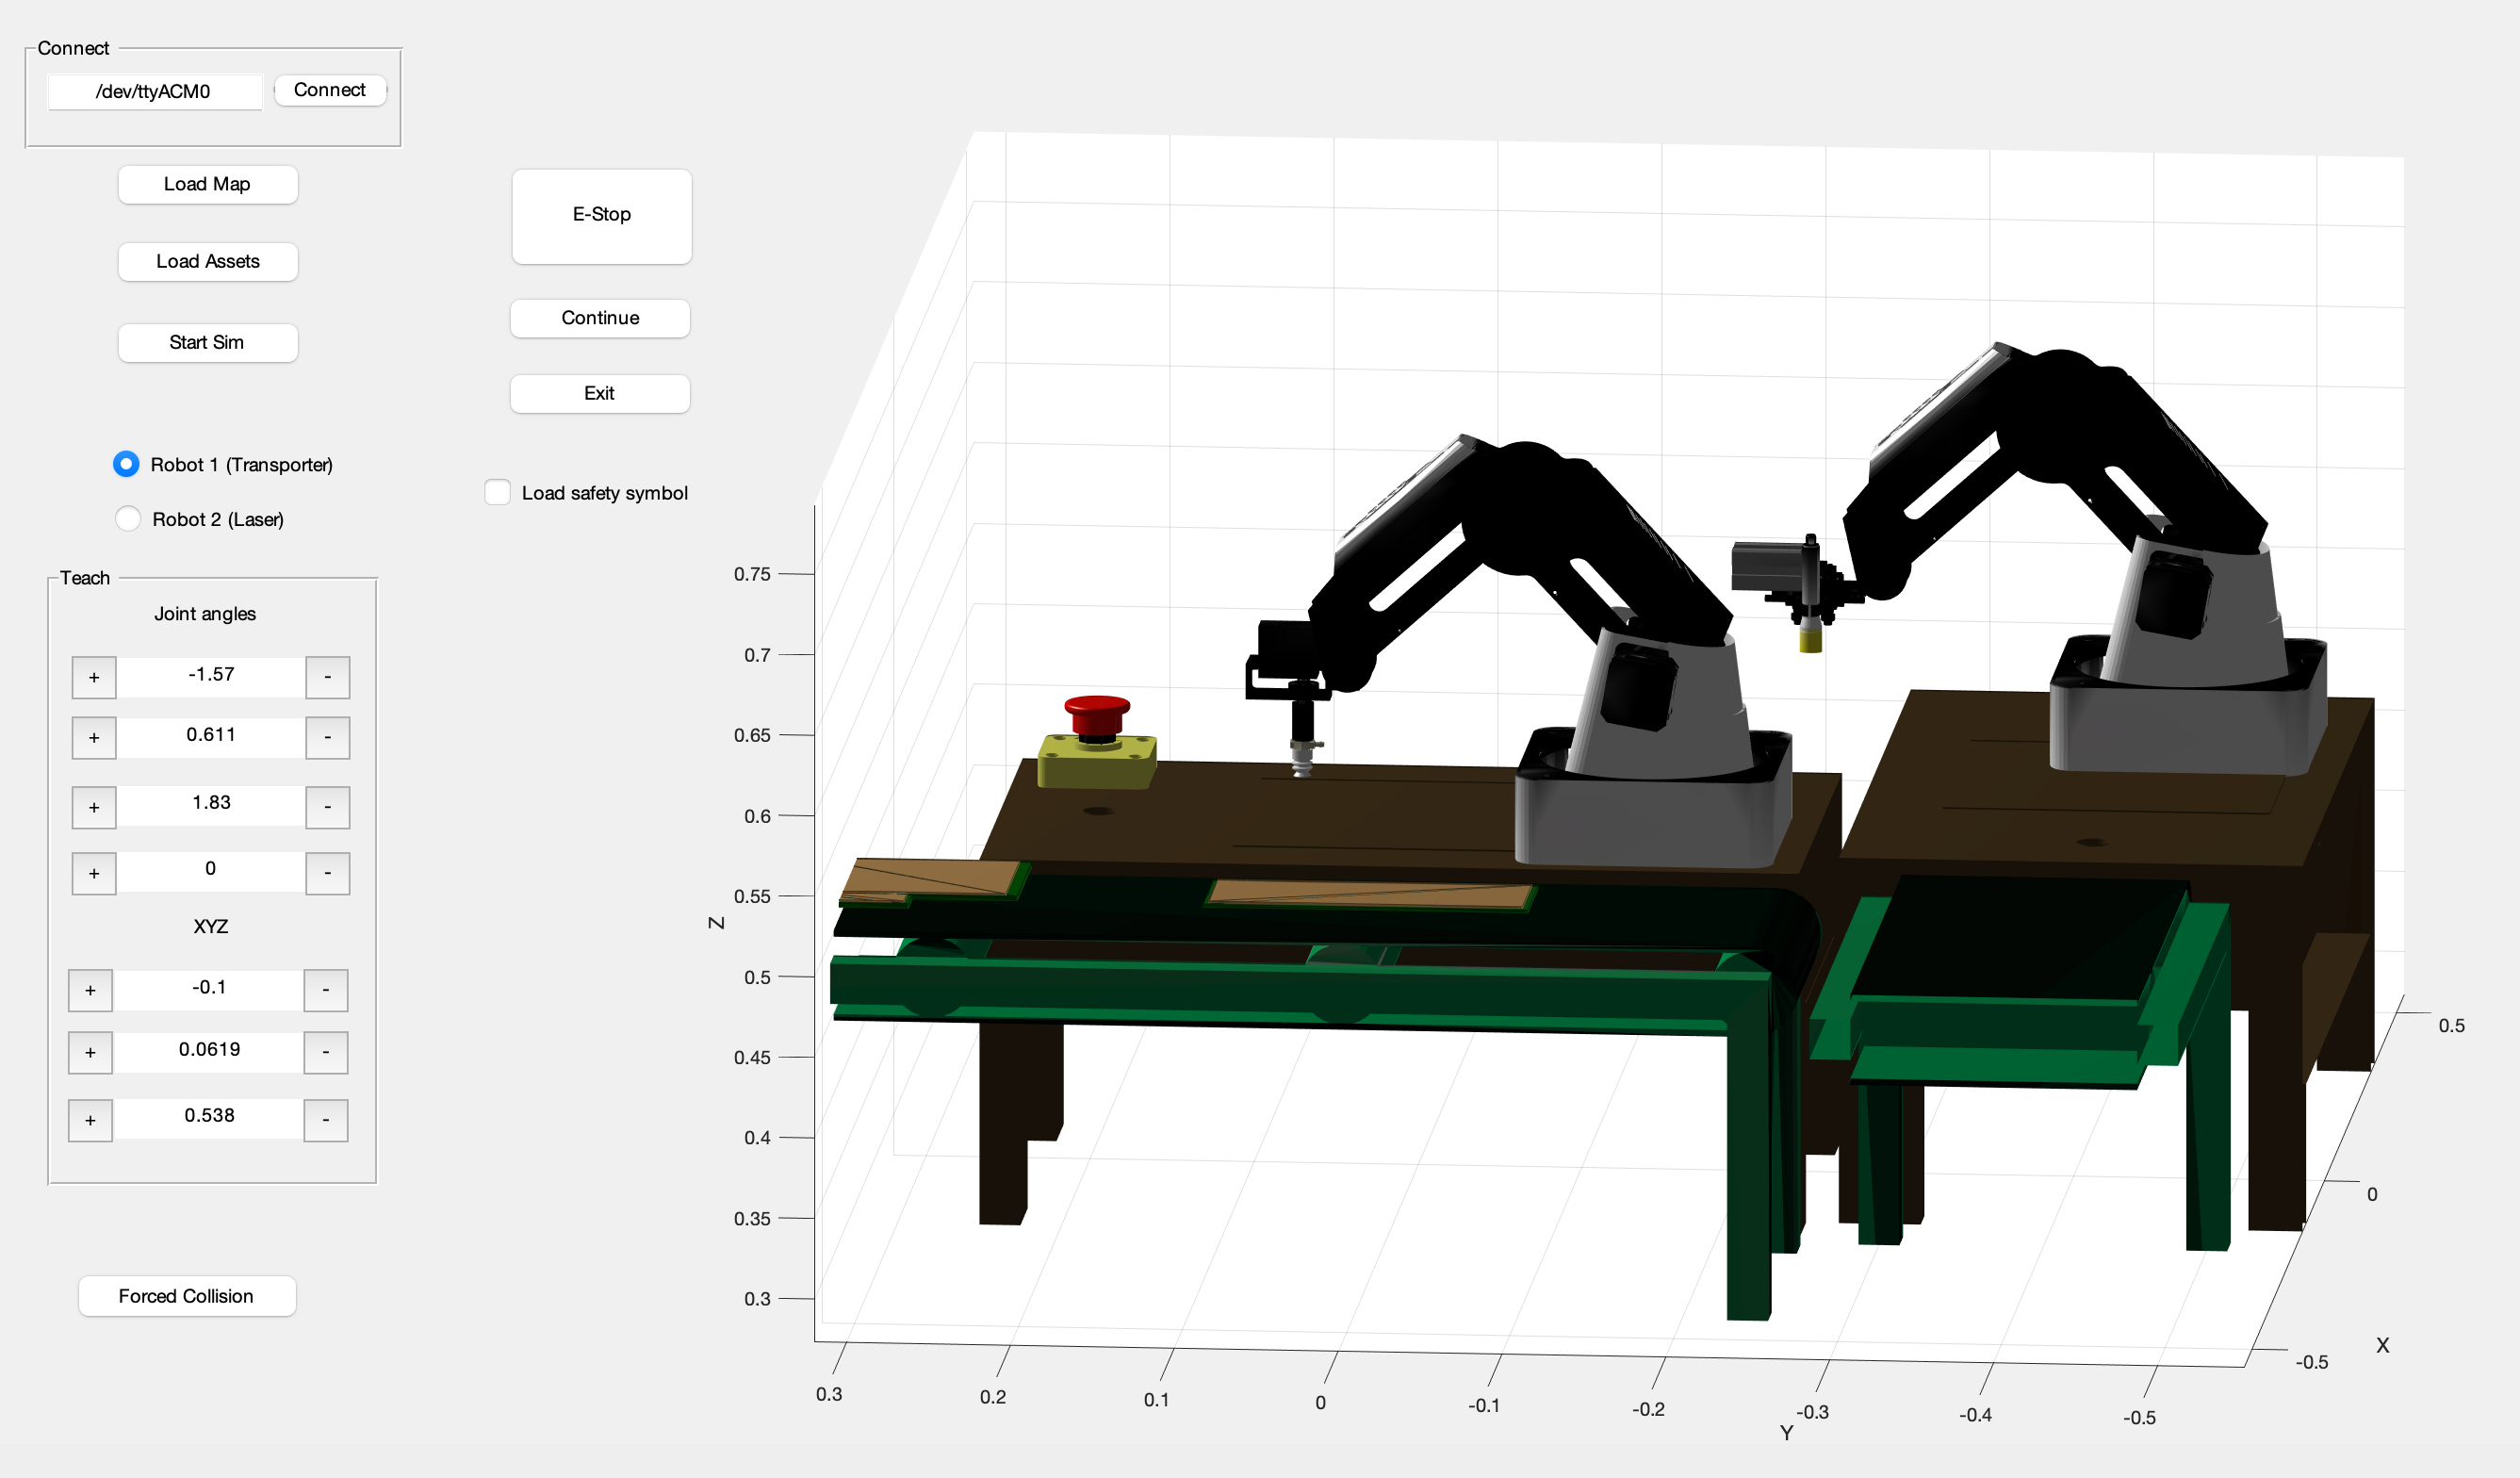 Connect
/dev/ttyACM0 Connect
Load Map
Load Assets
Start Sim
E-Stop
Continue
Exit
Robot 1 (Transporter)
Robot 2 (Laser)
Load safety symbol
Teach
Joint angles
+ -1.57 -
+ 0.611 -
+ 1.83 -
+ 0 -
XYZ
+ -0.1 -
+ 0.0619 -
+ 0.538 -
Forced Collision
0.75
0.7
0.65
0.6
0.55
Z
0.5
0.45
0.4
0.35
0.3
0.3 0.2 0.1 0 -0.1 -0.2 -0.3 -0.4 -0.5
Y
0.5
0
-0.5
X